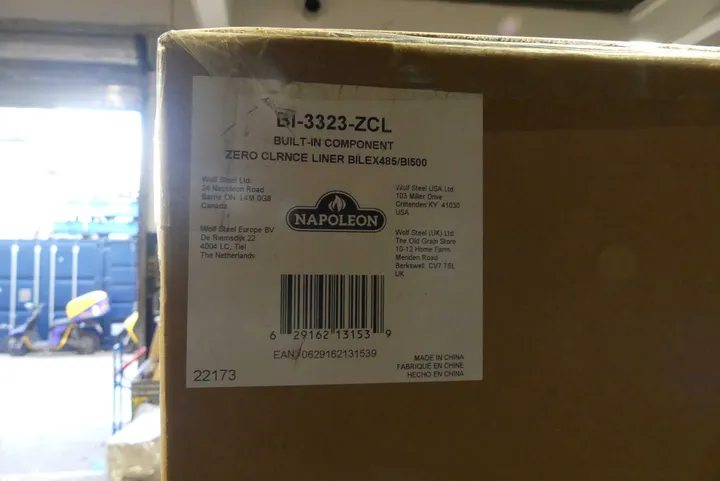 BI-3323-ZCL
BUILT-IN COMPONENT
ZERO CLRNCE LINER BILEX485/BI500
Wolf Steel Ltd.
24 Napoleon Road
Barrie ON L4M 0G8
Canada
Wolf Steel Europe BV
De Riemsdijk 22
4004 LC, Tiel
The Netherlands
NAPOLEON
Wolf Steel USA Ltd.
103 Miller Drive
Crittenden KY 41030
USA
Wolf Steel (UK) Ltd.
The Old Grain Store
10-12 Home Farm
Meriden Road
Berkswell CV7 7SL
UK
6 29162 13153 9
EAN: 0629162131539
22173
MADE IN CHINA
FABRIQUÉ EN CHINE
HECHO EN CHINA